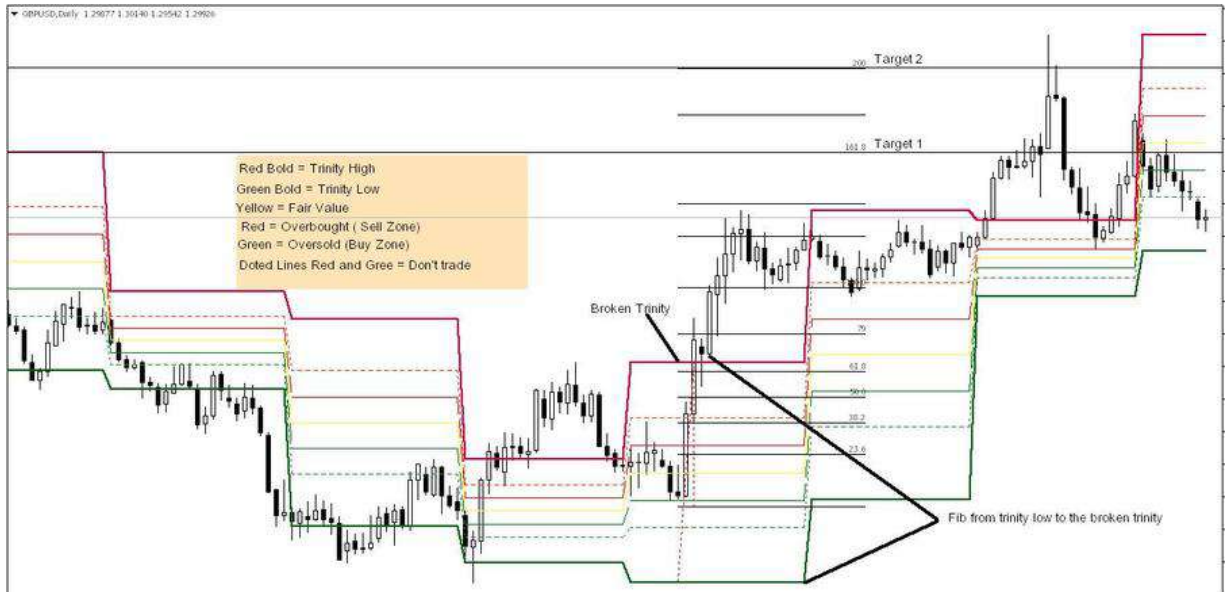 GBPUSD,Daily 1.29877 1.30140 1.29542 1.29926
200 Target 2
161.8 Target 1
Red Bold = Trinity High
Green Bold = Trinity Low
Yellow = Fair Value
Red = Overbought ( Sell Zone)
Green = Oversold (Buy Zone)
Doted Lines Red and Gree = Don't trade
Broken Trinity
79
61.8
50.0
38.2
23.6
Fib from trinity low to the broken trinity